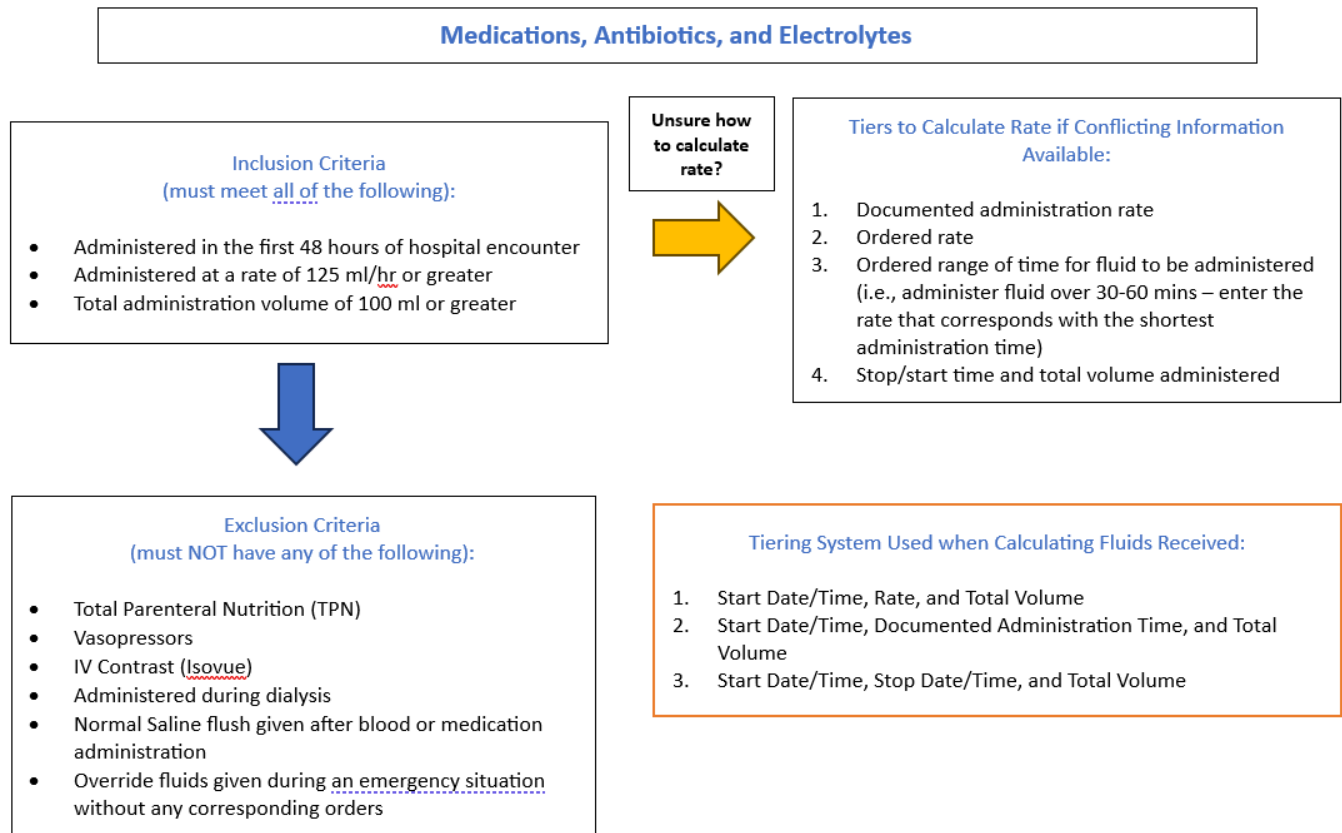 Medications, Antibiotics, and Electrolytes
Inclusion Criteria
(must meet all of the following):
• Administered in the first 48 hours of hospital encounter
• Administered at a rate of 125 ml/hr or greater
• Total administration volume of 100 ml or greater
Unsure how
to calculate
rate?
Tiers to Calculate Rate if Conflicting Information
Available:
1. Documented administration rate
2. Ordered rate
3. Ordered range of time for fluid to be administered
(i.e., administer fluid over 30-60 mins – enter the
rate that corresponds with the shortest
administration time)
4. Stop/start time and total volume administered
Exclusion Criteria
(must NOT have any of the following):
• Total Parenteral Nutrition (TPN)
• Vasopressors
• IV Contrast (Isovue)
• Administered during dialysis
• Normal Saline flush given after blood or medication
administration
• Override fluids given during an emergency situation
without any corresponding orders
Tiering System Used when Calculating Fluids Received:
1. Start Date/Time, Rate, and Total Volume
2. Start Date/Time, Documented Administration Time, and Total
Volume
3. Start Date/Time, Stop Date/Time, and Total Volume